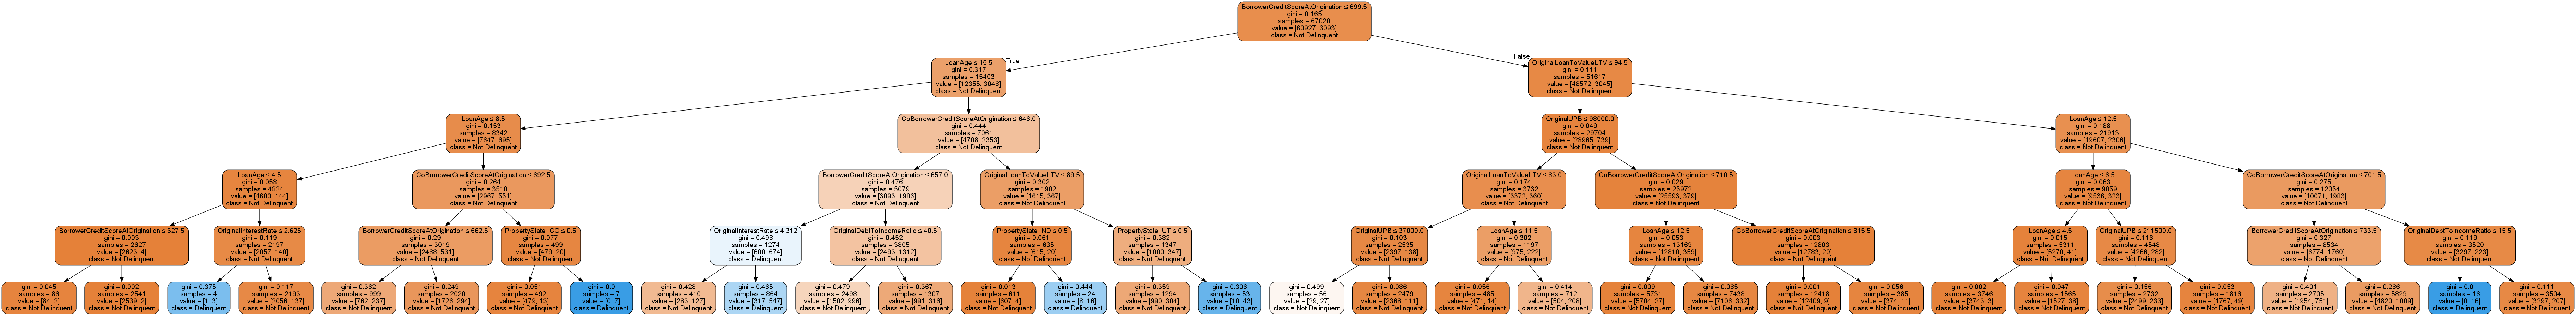 BorrowerCreditScoreAtOrigination ≤ 699.5
gini = 0.165
samples = 67020
value = [60927, 6093]
class = Not Delinquent
True
False
LoanAge ≤ 15.5
gini = 0.317
samples = 15403
value = [12355, 3048]
class = Not Delinquent
OriginalLoanToValueLTV ≤ 94.5
gini = 0.111
samples = 51617
value = [48572, 3045]
class = Not Delinquent
LoanAge ≤ 8.5
gini = 0.153
samples = 8342
value = [7647, 695]
class = Not Delinquent
CoBorrowerCreditScoreAtOrigination ≤ 646.0
gini = 0.444
samples = 7061
value = [4708, 2353]
class = Not Delinquent
OriginalUPB ≤ 98000.0
gini = 0.049
samples = 29704
value = [28965, 739]
class = Not Delinquent
LoanAge ≤ 12.5
gini = 0.188
samples = 21913
value = [19607, 2306]
class = Not Delinquent
LoanAge ≤ 4.5
gini = 0.058
samples = 4824
value = [4680, 144]
class = Not Delinquent
CoBorrowerCreditScoreAtOrigination ≤ 692.5
gini = 0.264
samples = 3518
value = [2967, 551]
class = Not Delinquent
BorrowerCreditScoreAtOrigination ≤ 657.0
gini = 0.476
samples = 5079
value = [3093, 1986]
class = Not Delinquent
OriginalLoanToValueLTV ≤ 89.5
gini = 0.302
samples = 1982
value = [1615, 367]
class = Not Delinquent
OriginalLoanToValueLTV ≤ 83.0
gini = 0.174
samples = 3732
value = [3372, 360]
class = Not Delinquent
CoBorrowerCreditScoreAtOrigination ≤ 710.5
gini = 0.029
samples = 25972
value = [25593, 379]
class = Not Delinquent
LoanAge ≤ 6.5
gini = 0.063
samples = 9859
value = [9536, 323]
class = Not Delinquent
CoBorrowerCreditScoreAtOrigination ≤ 701.5
gini = 0.275
samples = 12054
value = [10071, 1983]
class = Not Delinquent
BorrowerCreditScoreAtOrigination ≤ 627.5
gini = 0.003
samples = 2627
value = [2623, 4]
class = Not Delinquent
OriginalInterestRate ≤ 2.625
gini = 0.119
samples = 2197
value = [2057, 140]
class = Not Delinquent
BorrowerCreditScoreAtOrigination ≤ 662.5
gini = 0.29
samples = 3019
value = [2488, 531]
class = Not Delinquent
PropertyState_CO ≤ 0.5
gini = 0.077
samples = 499
value = [479, 20]
class = Not Delinquent
OriginalInterestRate ≤ 4.312
gini = 0.498
samples = 1274
value = [600, 674]
class = Delinquent
OriginalDebtToIncomeRatio ≤ 40.5
gini = 0.452
samples = 3805
value = [2493, 1312]
class = Not Delinquent
PropertyState_ND ≤ 0.5
gini = 0.061
samples = 635
value = [615, 20]
class = Not Delinquent
PropertyState_UT ≤ 0.5
gini = 0.382
samples = 1347
value = [1000, 347]
class = Not Delinquent
OriginalUPB ≤ 37000.0
gini = 0.103
samples = 2535
value = [2397, 138]
class = Not Delinquent
LoanAge ≤ 11.5
gini = 0.302
samples = 1197
value = [975, 222]
class = Not Delinquent
LoanAge ≤ 12.5
gini = 0.053
samples = 13169
value = [12810, 359]
class = Not Delinquent
CoBorrowerCreditScoreAtOrigination ≤ 815.5
gini = 0.003
samples = 12803
value = [12783, 20]
class = Not Delinquent
LoanAge ≤ 4.5
gini = 0.015
samples = 5311
value = [5270, 41]
class = Not Delinquent
OriginalUPB ≤ 211500.0
gini = 0.116
samples = 4548
value = [4266, 282]
class = Not Delinquent
BorrowerCreditScoreAtOrigination ≤ 733.5
gini = 0.327
samples = 8534
value = [6774, 1760]
class = Not Delinquent
OriginalDebtToIncomeRatio ≤ 15.5
gini = 0.119
samples = 3520
value = [3297, 223]
class = Not Delinquent
gini = 0.045
samples = 86
value = [84, 2]
class = Not Delinquent
gini = 0.002
samples = 2541
value = [2539, 2]
class = Not Delinquent
gini = 0.375
samples = 4
value = [1, 3]
class = Delinquent
gini = 0.117
samples = 2193
value = [2056, 137]
class = Not Delinquent
gini = 0.362
samples = 999
value = [762, 237]
class = Not Delinquent
gini = 0.249
samples = 2020
value = [1726, 294]
class = Not Delinquent
gini = 0.051
samples = 492
value = [479, 13]
class = Not Delinquent
gini = 0.0
samples = 7
value = [0, 7]
class = Delinquent
gini = 0.428
samples = 410
value = [283, 127]
class = Not Delinquent
gini = 0.465
samples = 864
value = [317, 547]
class = Delinquent
gini = 0.479
samples = 2498
value = [1502, 996]
class = Not Delinquent
gini = 0.367
samples = 1307
value = [991, 316]
class = Not Delinquent
gini = 0.013
samples = 611
value = [607, 4]
class = Not Delinquent
gini = 0.444
samples = 24
value = [8, 16]
class = Delinquent
gini = 0.359
samples = 1294
value = [990, 304]
class = Not Delinquent
gini = 0.306
samples = 53
value = [10, 43]
class = Delinquent
gini = 0.499
samples = 56
value = [29, 27]
class = Not Delinquent
gini = 0.086
samples = 2479
value = [2368, 111]
class = Not Delinquent
gini = 0.056
samples = 485
value = [471, 14]
class = Not Delinquent
gini = 0.414
samples = 712
value = [504, 208]
class = Not Delinquent
gini = 0.009
samples = 5731
value = [5704, 27]
class = Not Delinquent
gini = 0.085
samples = 7438
value = [7106, 332]
class = Not Delinquent
gini = 0.001
samples = 12418
value = [12409, 9]
class = Not Delinquent
gini = 0.056
samples = 385
value = [374, 11]
class = Not Delinquent
gini = 0.002
samples = 3746
value = [3743, 3]
class = Not Delinquent
gini = 0.047
samples = 1565
value = [1527, 38]
class = Not Delinquent
gini = 0.156
samples = 2732
value = [2499, 233]
class = Not Delinquent
gini = 0.053
samples = 1816
value = [1767, 49]
class = Not Delinquent
gini = 0.401
samples = 2705
value = [1954, 751]
class = Not Delinquent
gini = 0.286
samples = 5829
value = [4820, 1009]
class = Not Delinquent
gini = 0.0
samples = 16
value = [0, 16]
class = Delinquent
gini = 0.111
samples = 3504
value = [3297, 207]
class = Not Delinquent